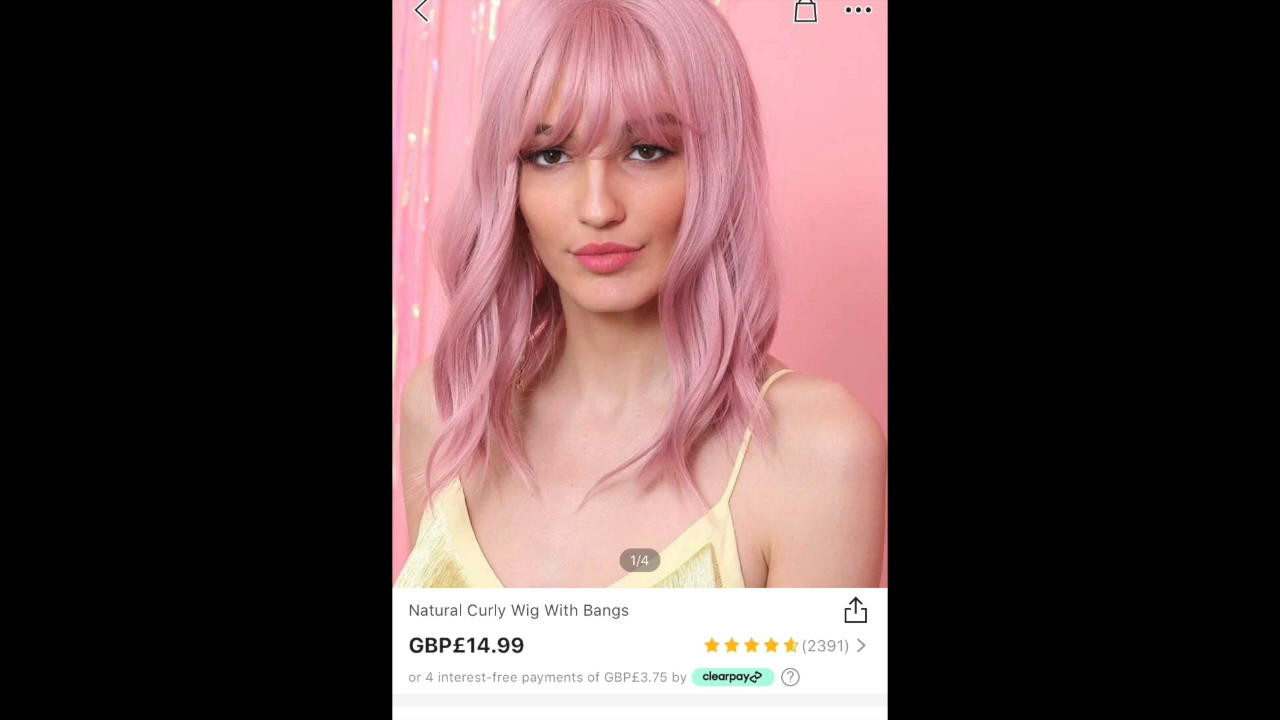 1/4
Natural Curly Wig With Bangs
GBP£14.99
(2391)
or 4 interest-free payments of GBP£3.75 by clearpay ?